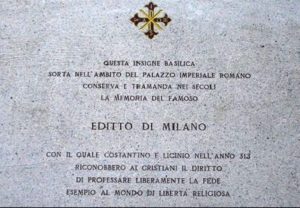 QUESTA INSIGNE BASILICA
SORTA NELL'AMBITO DEL PALAZZO IMPERIALE ROMANO
CONSERVA E TRAMANDA NEI SECOLI
LA MEMORIA DEL FAMOSO
EDITTO DI MILANO
CON IL QUALE COSTANTINO E LICINIO NELL'ANNO 313
RICONOBBERO AI CRISTIANI IL DIRITTO
DI PROFESSARE LIBERAMENTE LA FEDE
ESEMPIO AL MONDO DI LIBERTÀ RELIGIOSA